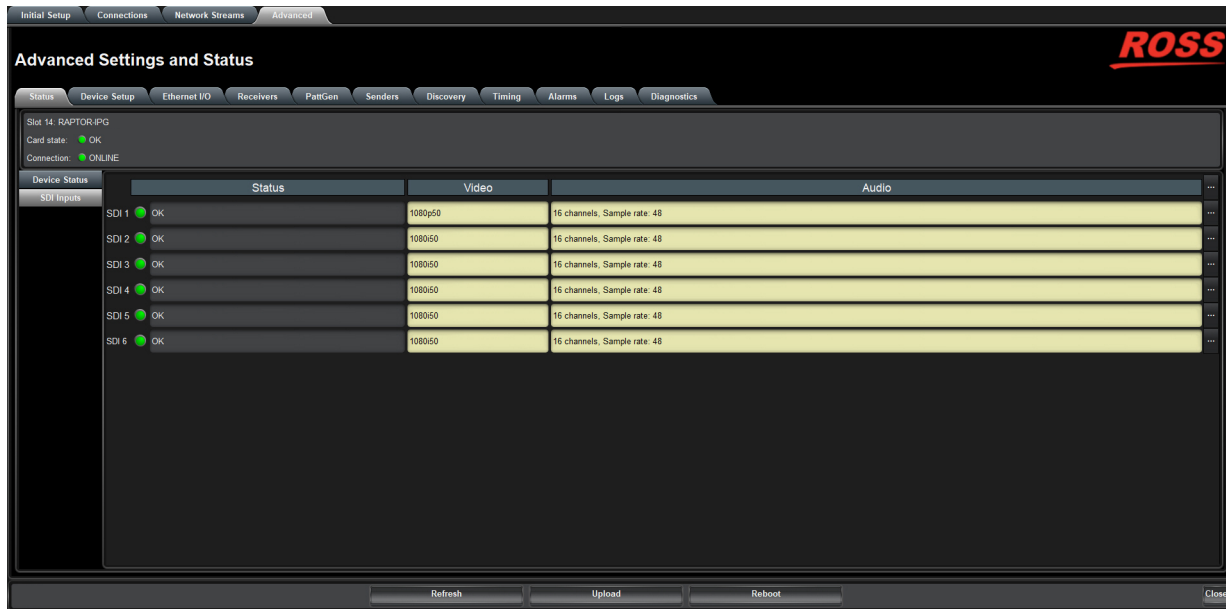 Initial Setup Connections Network Streams Advanced
ROSS
Advanced Settings and Status
Status Device Setup Ethernet I/O Receivers PattGen Senders Discovery Timing Alarms Logs Diagnostics
Slot 14: RAPTOR-IPG
Card state: OK
Connection: ONLINE
Device Status
SDI Inputs
Status Video Audio ...
SDI 1 OK 1080p50 16 channels, Sample rate: 48 ...
SDI 2 OK 1080i50 16 channels, Sample rate: 48 ...
SDI 3 OK 1080i50 16 channels, Sample rate: 48 ...
SDI 4 OK 1080i50 16 channels, Sample rate: 48 ...
SDI 5 OK 1080i50 16 channels, Sample rate: 48 ...
SDI 6 OK 1080i50 16 channels, Sample rate: 48 ...
Refresh Upload Reboot Close